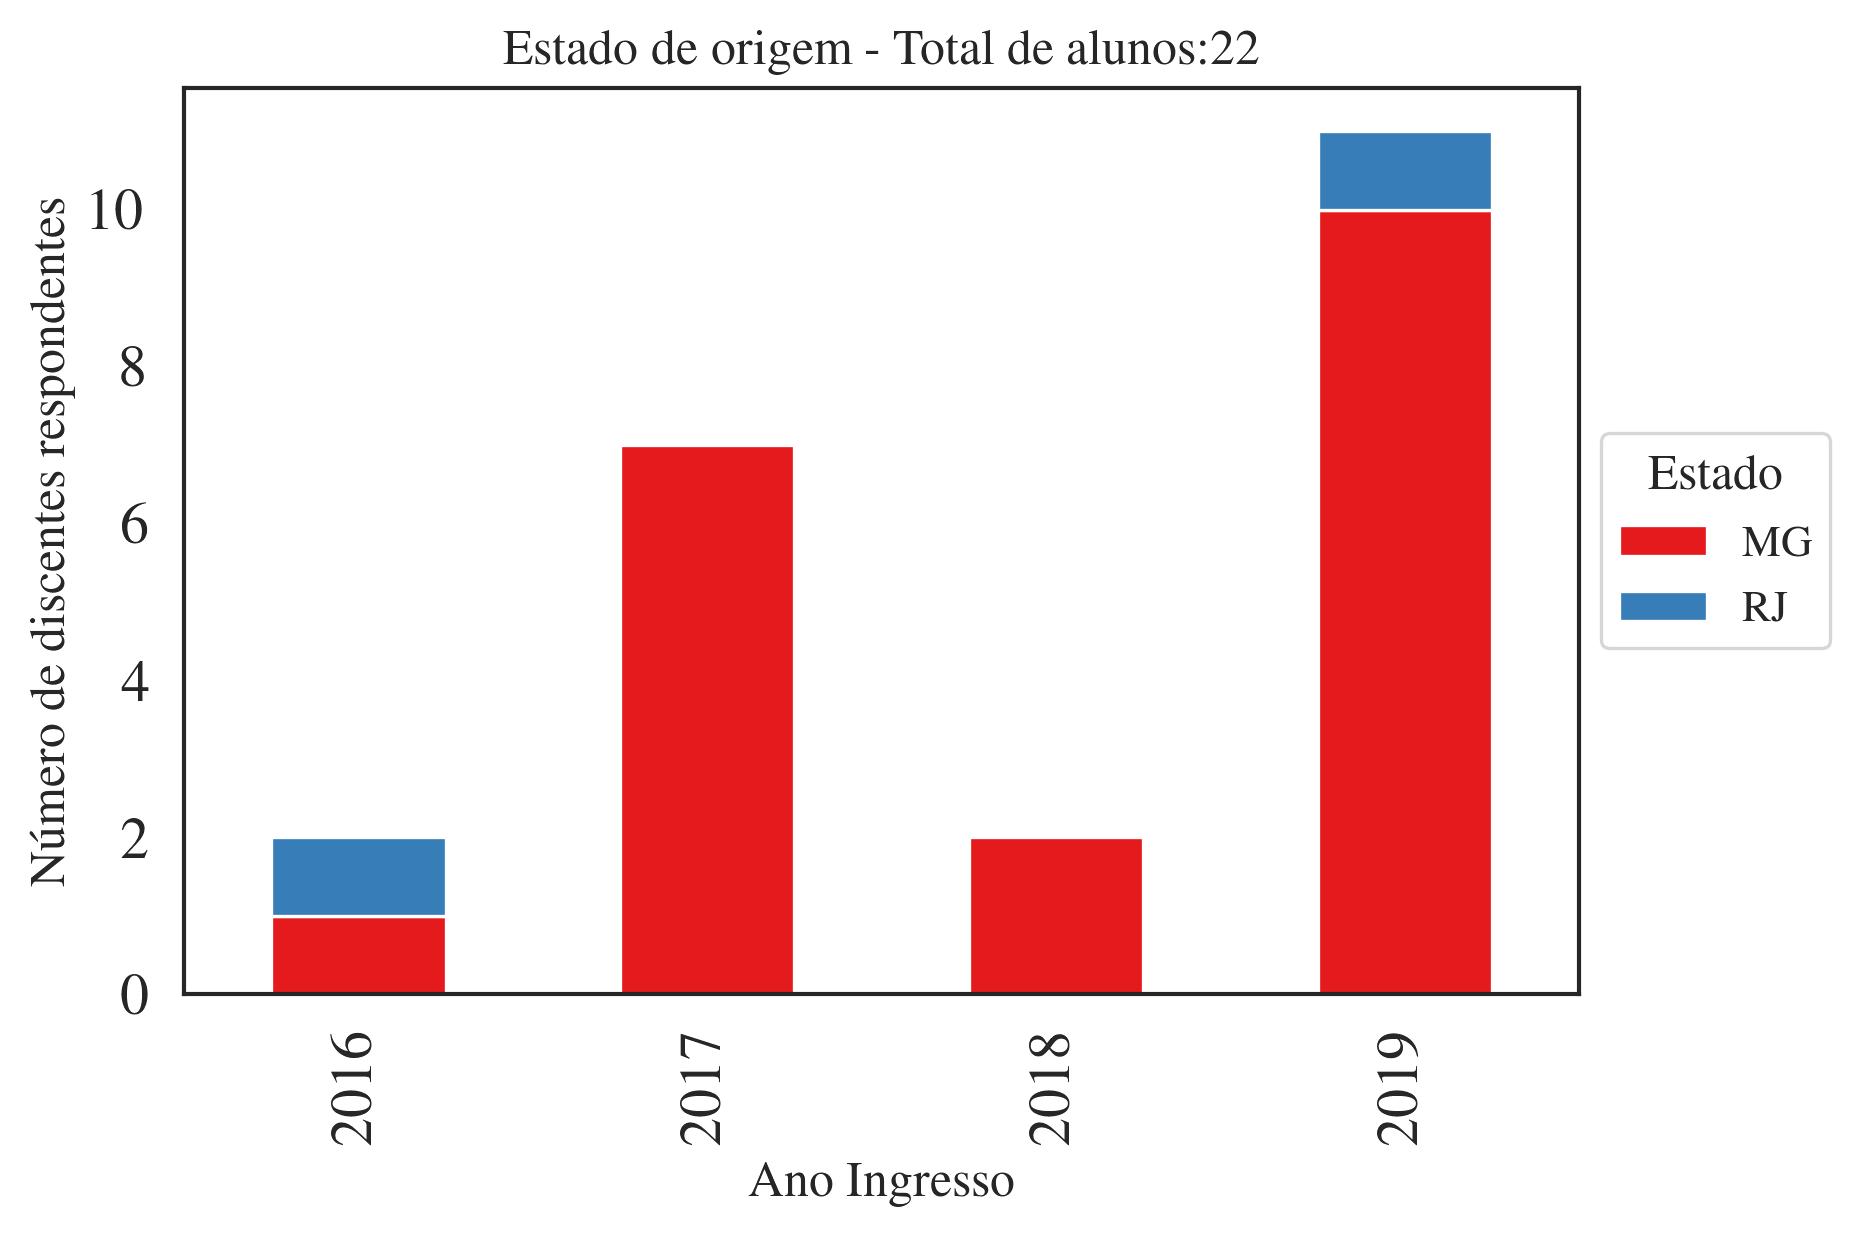 Estado de origem - Total de alunos:22
Número de discentes respondentes
10
8
6
4
2
0
2016
2017
2018
2019
Ano Ingresso
Estado
MG
RJ